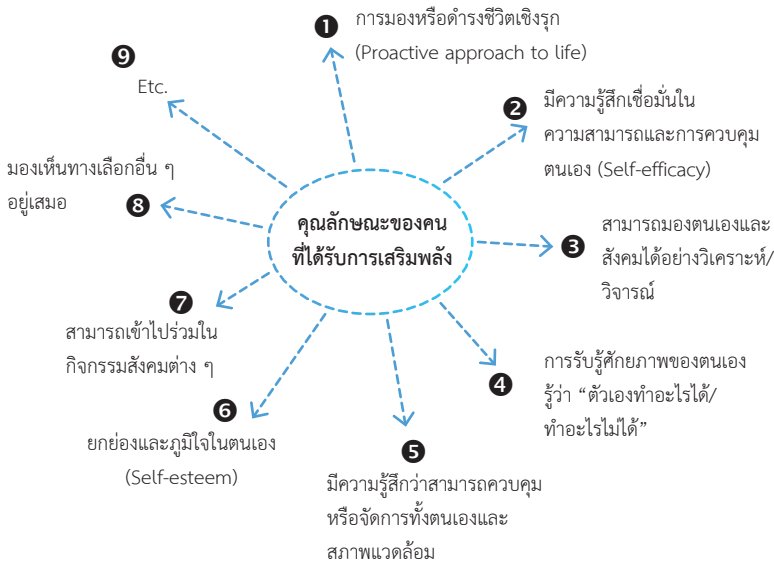 คุณลักษณะของคน
ที่ได้รับการเสริมพลัง
❶ การมองหรือดำรงชีวิตเชิงรุก
(Proactive approach to life)
❷ มีความรู้สึกเชื่อมั่นใน
ความสามารถและการควบคุม
ตนเอง (Self-efficacy)
❸ สามารถมองตนเองและ
สังคมได้อย่างวิเคราะห์/
วิจารณ์
❹ การรับรู้ศักยภาพของตนเอง
รู้ว่า “ตัวเองทำอะไรได้/
ทำอะไรไม่ได้”
❺
มีความรู้สึกว่าสามารถควบคุม
หรือจัดการทั้งตนเองและ
สภาพแวดล้อม
❻
ยกย่องและภูมิใจในตนเอง
(Self-esteem)
❼
สามารถเข้าไปร่วมใน
กิจกรรมสังคมต่าง ๆ
มองเห็นทางเลือกอื่น ๆ
อยู่เสมอ ❽
❾
Etc.